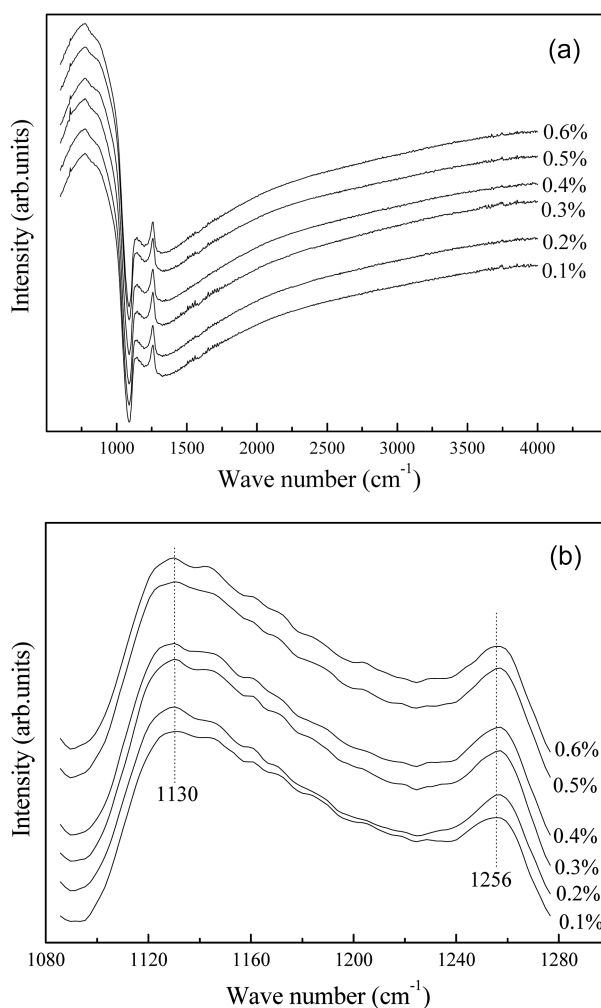 (a)
Intensity (arb.units)
0.6%
0.5%
0.4%
0.3%
0.2%
0.1%
1000 1500 2000 2500 3000 3500 4000
Wave number (cm⁻¹)
(b)
Intensity (arb.units)
1130
1256
0.6%
0.5%
0.4%
0.3%
0.2%
0.1%
1080 1120 1160 1200 1240 1280
Wave number (cm⁻¹)